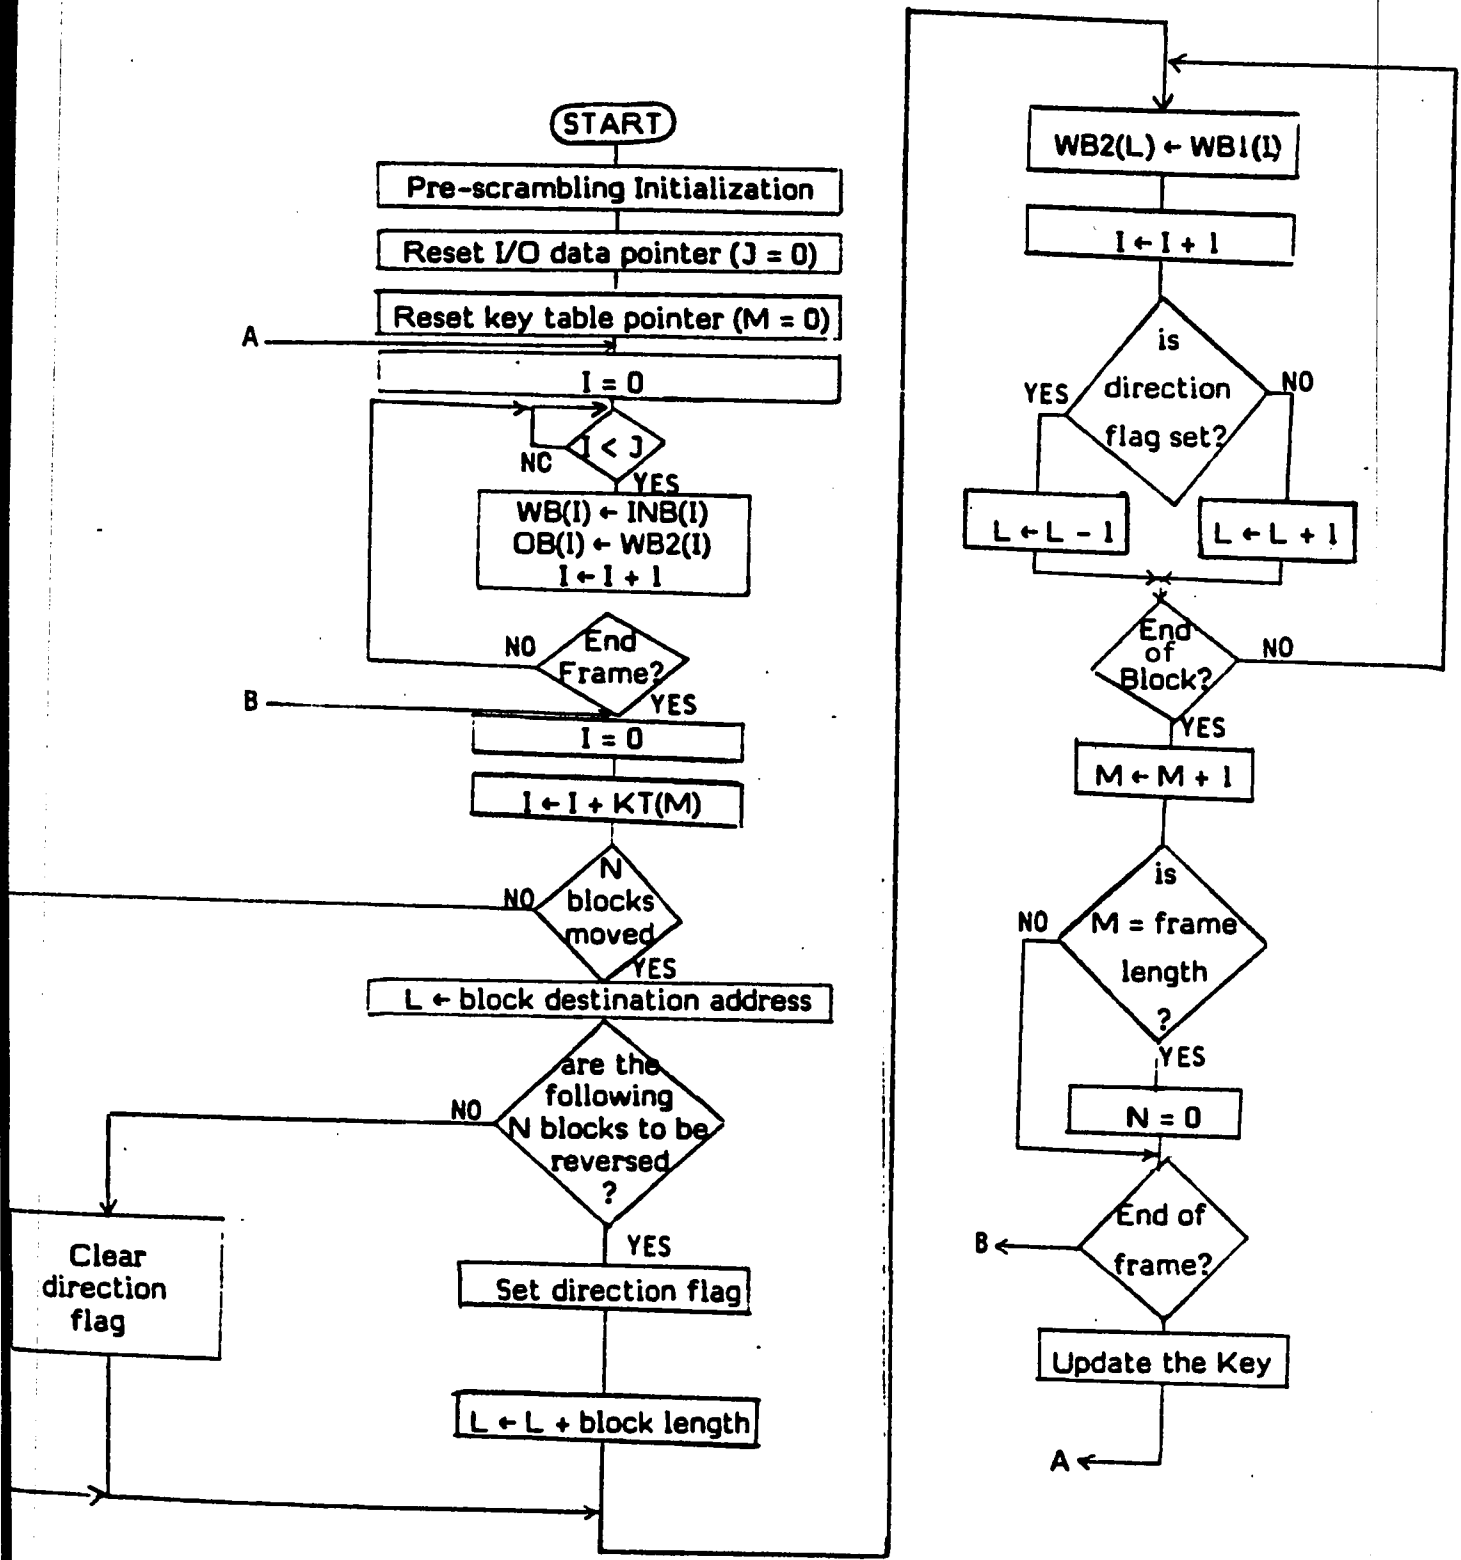 START
Pre-scrambling Initialization
Reset I/O data pointer (J = 0)
Reset key table pointer (M = 0)
A
I = 0
I < J
NO
YES
WB(I) ← INB(I)
OB(I) ← WB2(I)
I ← I + 1
End
Frame?
NO
YES
B
I = 0
I ← I + KT(M)
N
blocks
moved
NO
YES
L ← block destination address
are the
following
N blocks to be
reversed
?
NO
YES
Clear
direction
flag
Set direction flag
L ← L + block length
WB2(L) ← WB1(I)
I ← I + 1
is
direction
flag set?
YES
NO
L ← L - 1
L ← L + 1
End
of
Block?
NO
YES
M ← M + 1
is
M = frame
length
?
NO
YES
N = 0
End of
frame?
B
Update the Key
A